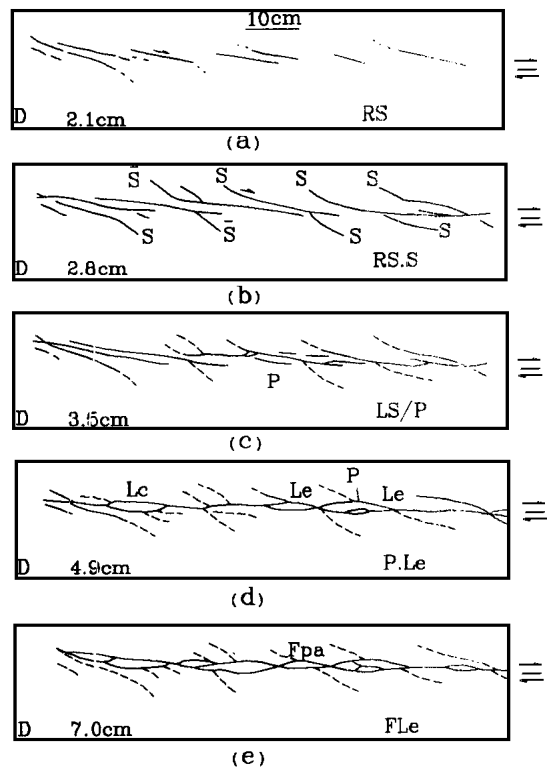 10cm
D 2.1cm RS
(a)
S̄ S S S
S S̄ S S
D 2.8cm RS.S
(b)
P
D 3.5cm LS/P
(c)
Lc Le P Le
D 4.9cm P.Le
(d)
Fpa
D 7.0cm FLe
(e)